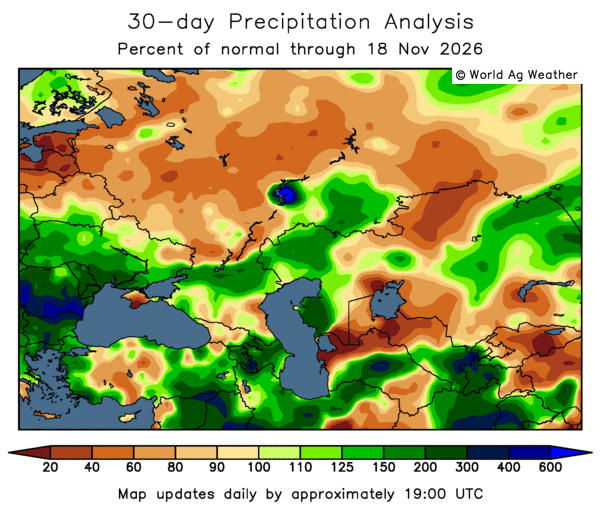 30-day Precipitation Analysis
Percent of normal through 18 Nov 2026
© World Ag Weather
20 40 60 80 90 100 110 125 150 200 300 400 600
Map updates daily by approximately 19:00 UTC